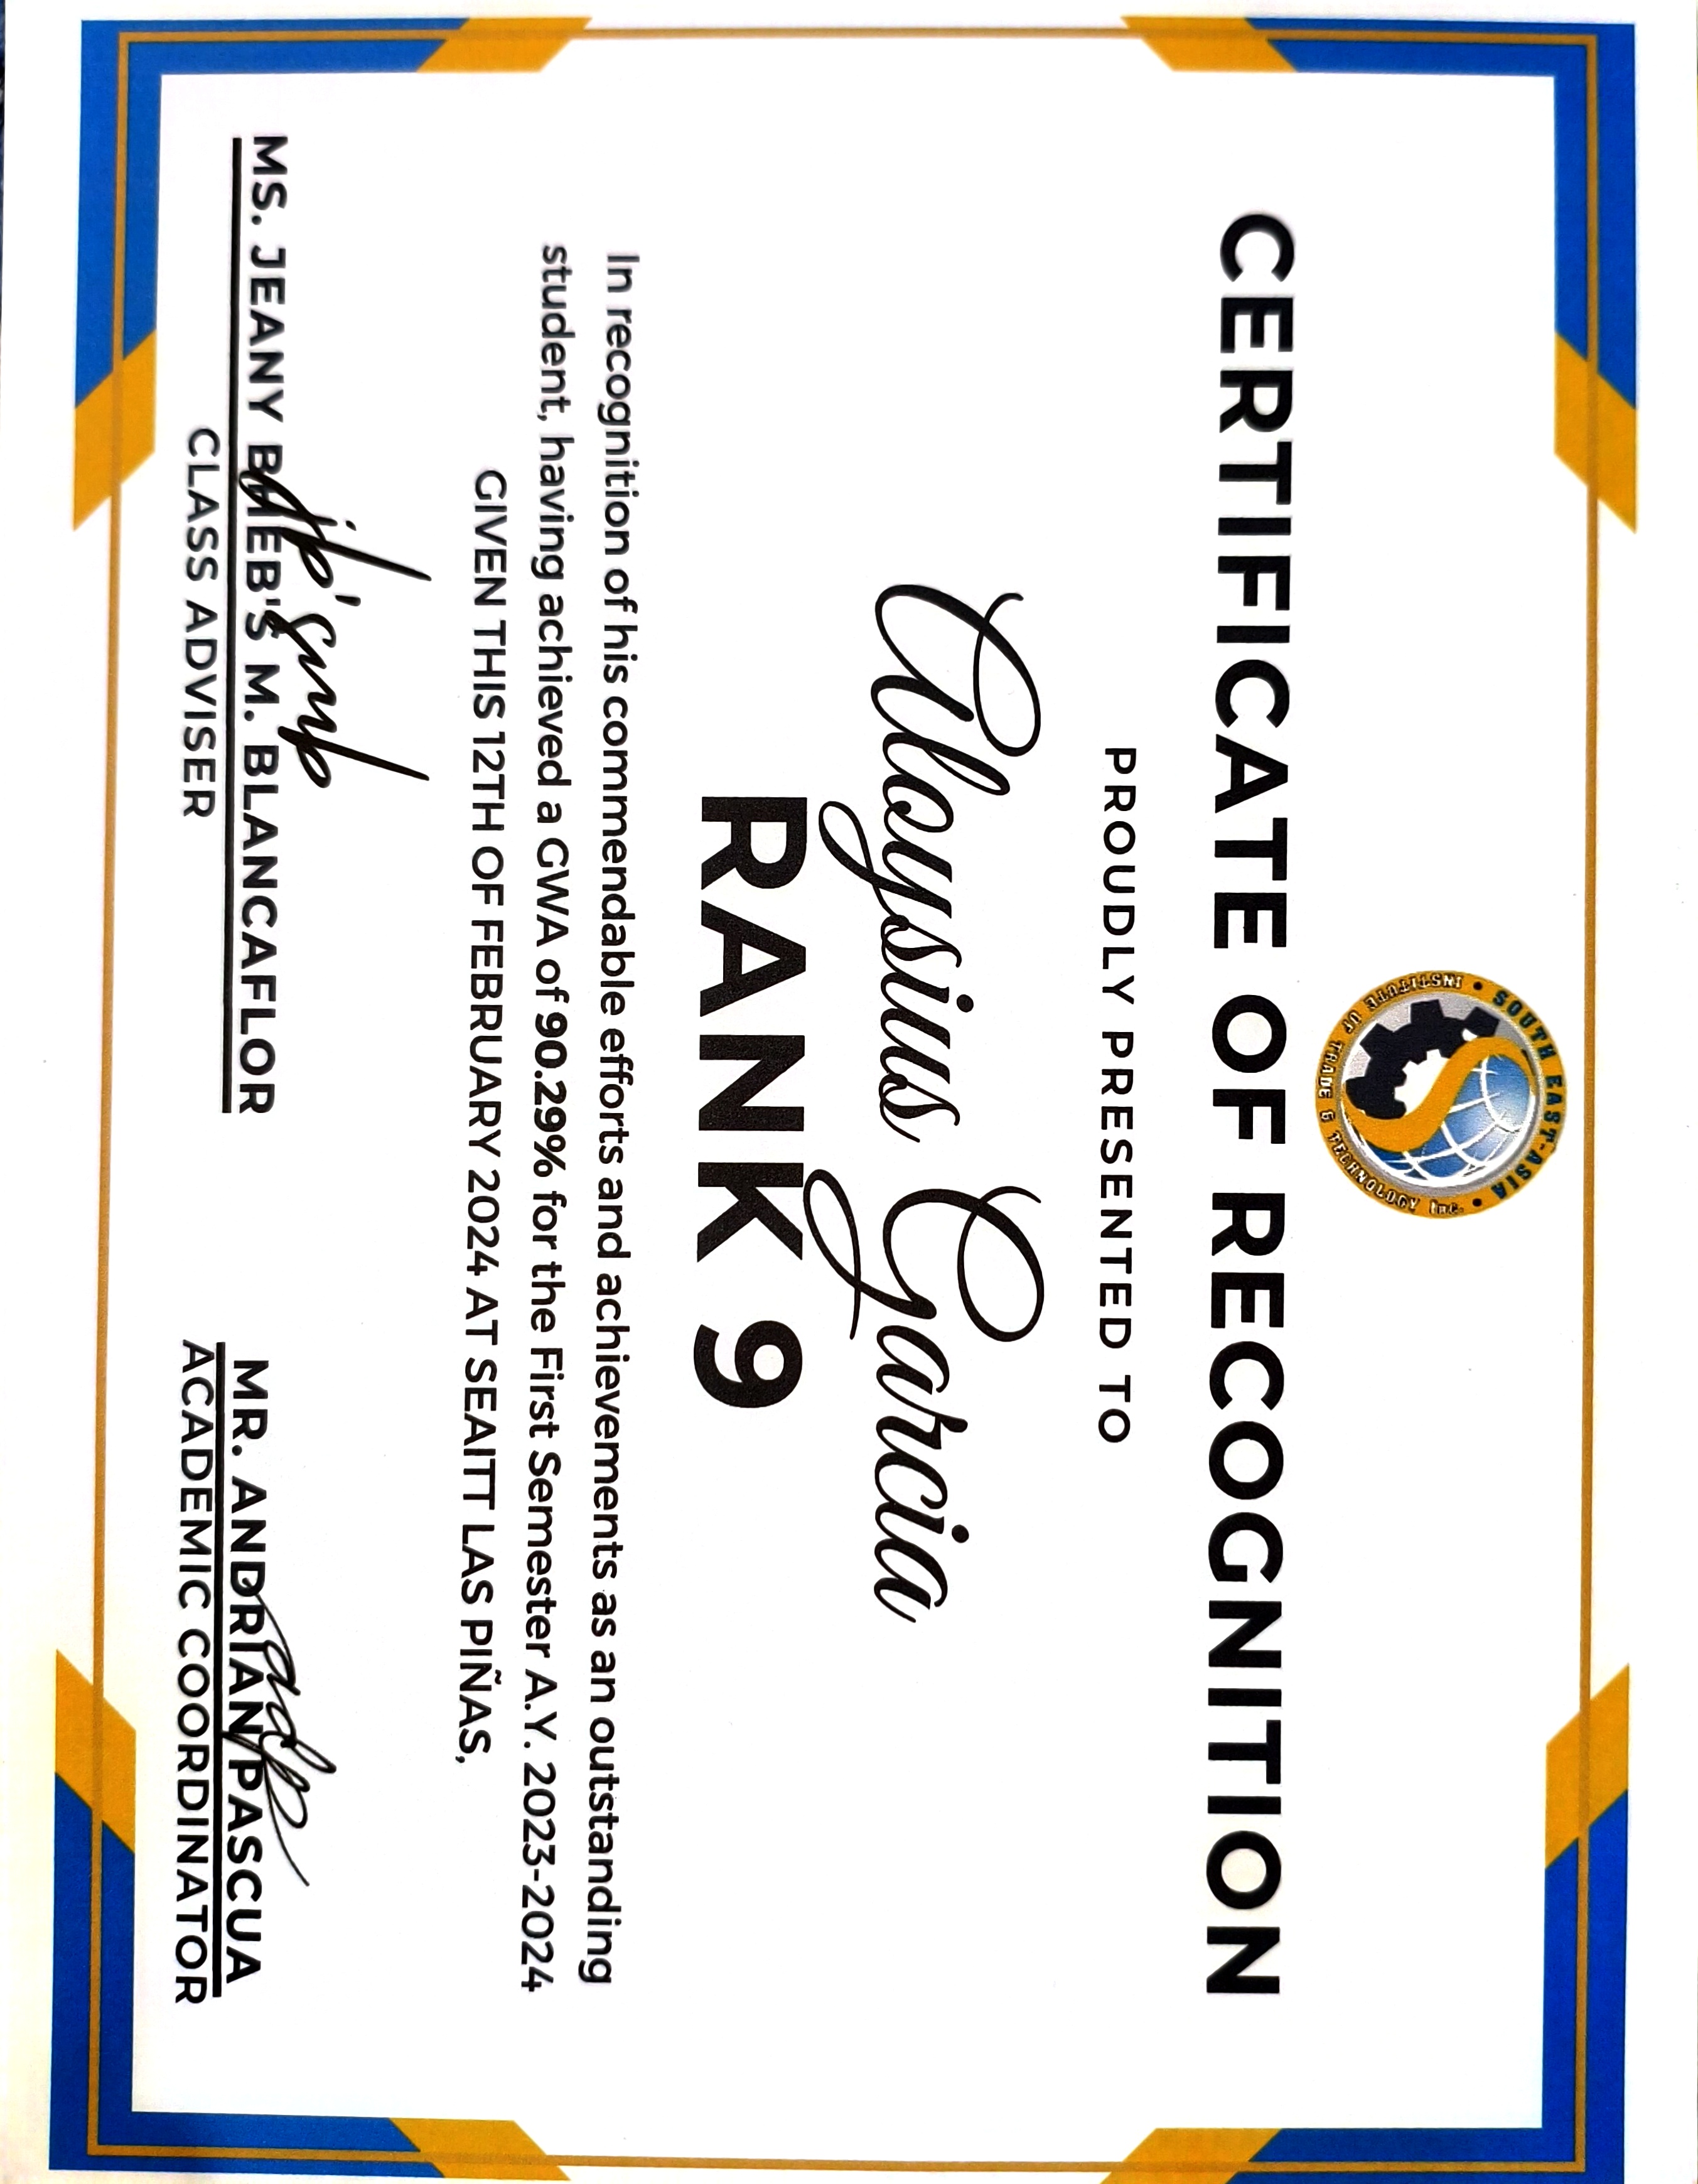 SOUTH EAST-ASIA
INSTITUTE OF TRADE & TECHNOLOGY Inc.
CERTIFICATE OF RECOGNITION
PROUDLY PRESENTED TO
Aloysius Garcia
RANK 9
In recognition of his commendable efforts and achievements as an outstanding
student, having achieved a GWA of 90.29% for the First Semester A.Y. 2023-2024
GIVEN THIS 12TH OF FEBRUARY 2024 AT SEAITT LAS PIÑAS,
jb'smb
MS. JEANY BHEB'S M. BLANCAFLOR
CLASS ADVISER
adp
MR. ANDRIAN PASCUA
ACADEMIC COORDINATOR